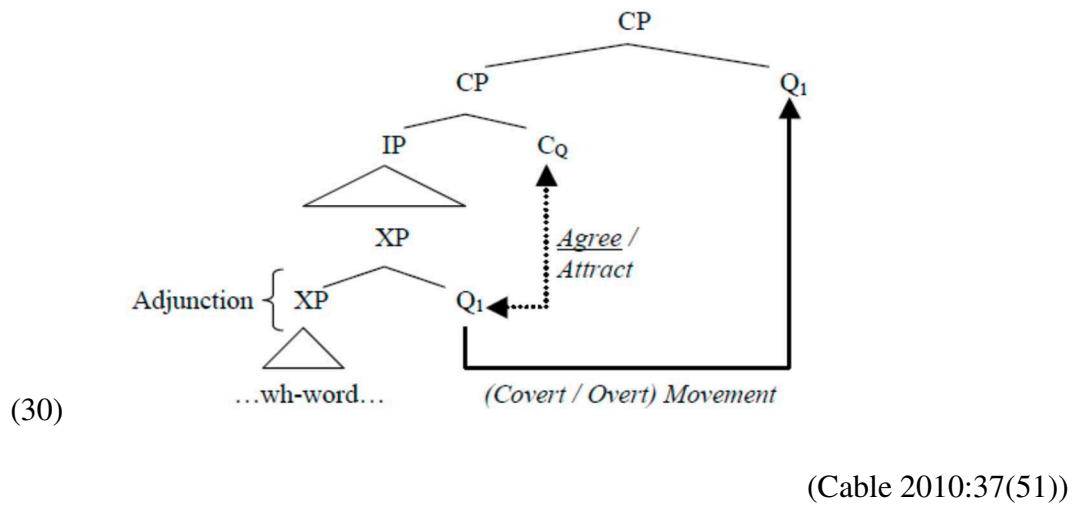 CP
CP Q₁
IP C_Q
XP Agree /
Attract
Adjunction { XP Q₁
…wh-word… (Covert / Overt) Movement
(30)
(Cable 2010:37(51))